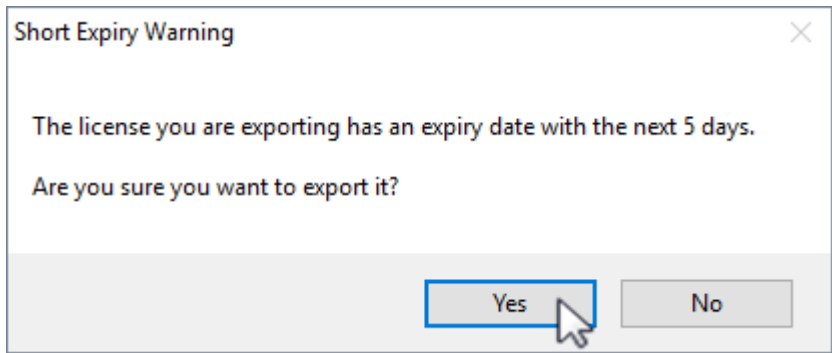 Short Expiry Warning
The license you are exporting has an expiry date with the next 5 days.
Are you sure you want to export it?
Yes
No